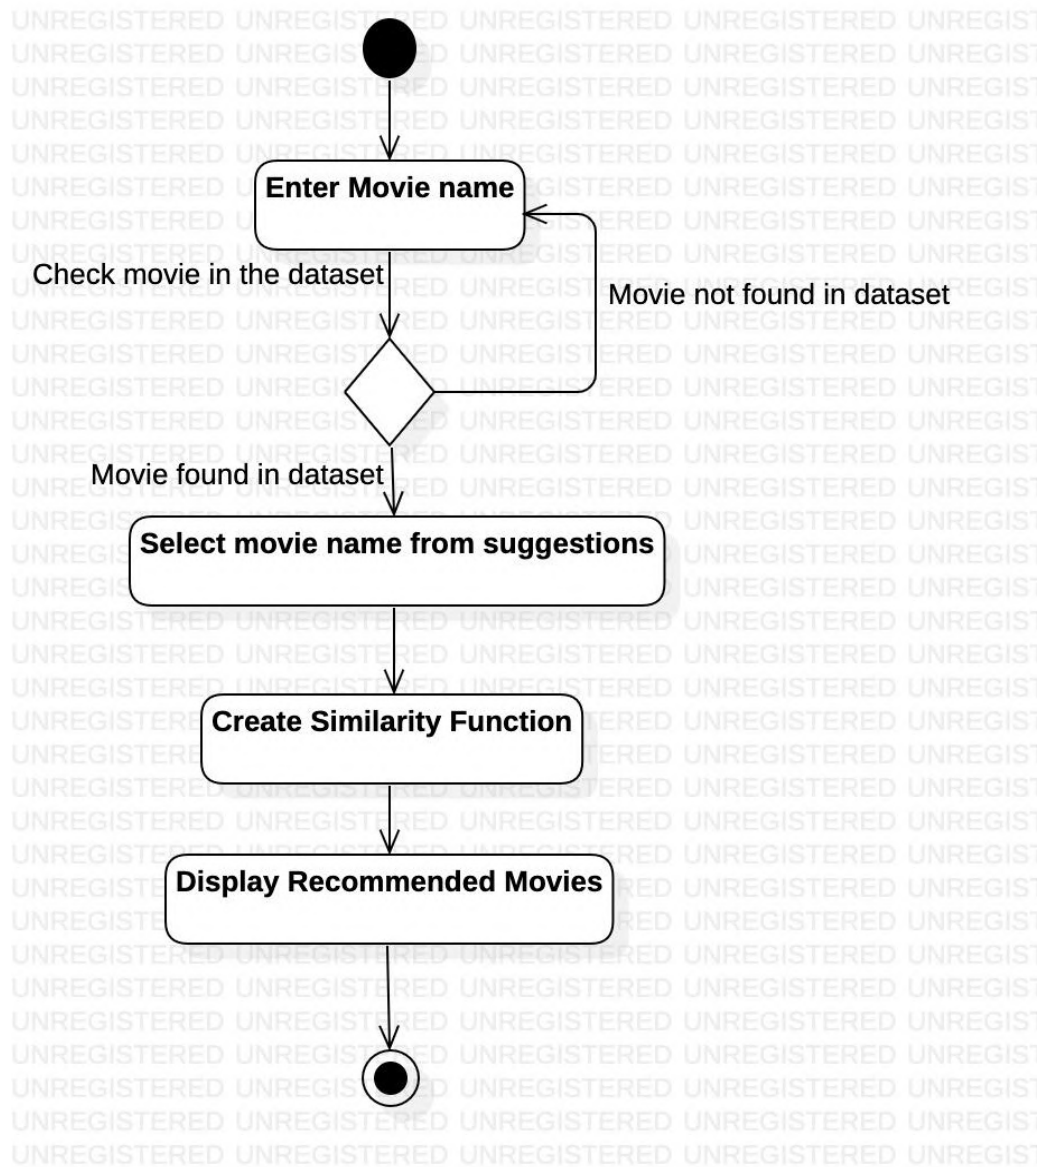 Enter Movie name
Check movie in the dataset
Movie not found in dataset
Movie found in dataset
Select movie name from suggestions
Create Similarity Function
Display Recommended Movies
UNREGISTERED